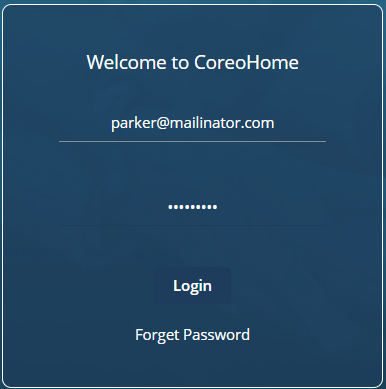 Welcome to CoreoHome
parker@mailinator.com
•••••••••
Login
Forget Password